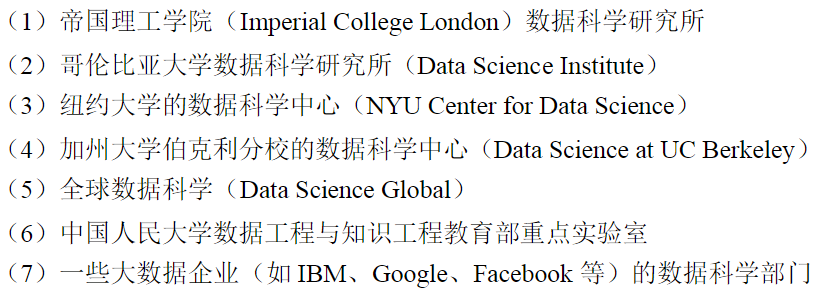 （1）帝国理工学院（Imperial College London）数据科学研究所
（2）哥伦比亚大学数据科学研究所（Data Science Institute）
（3）纽约大学的数据科学中心（NYU Center for Data Science）
（4）加州大学伯克利分校的数据科学中心（Data Science at UC Berkeley）
（5）全球数据科学（Data Science Global）
（6）中国人民大学数据工程与知识工程教育部重点实验室
（7）一些大数据企业（如 IBM、Google、Facebook 等）的数据科学部门